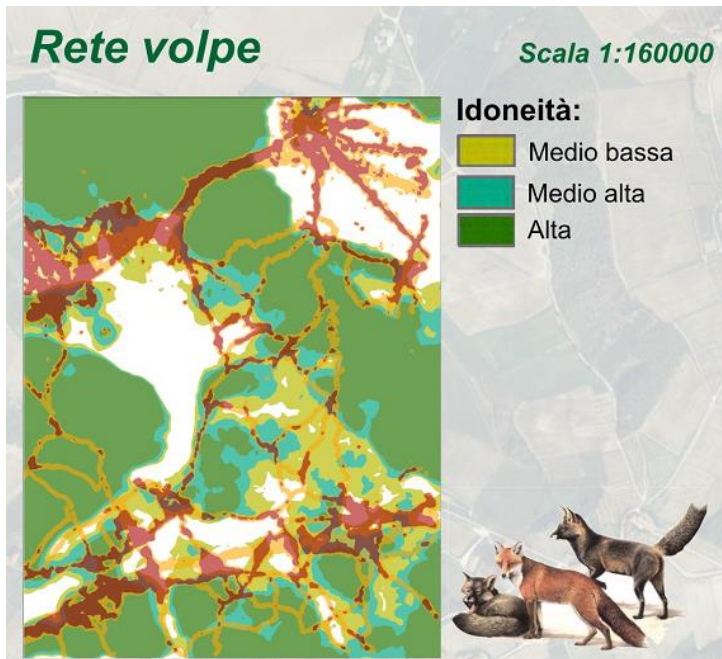 Rete volpe
Scala 1:160000
Idoneità:
Medio bassa
Medio alta
Alta